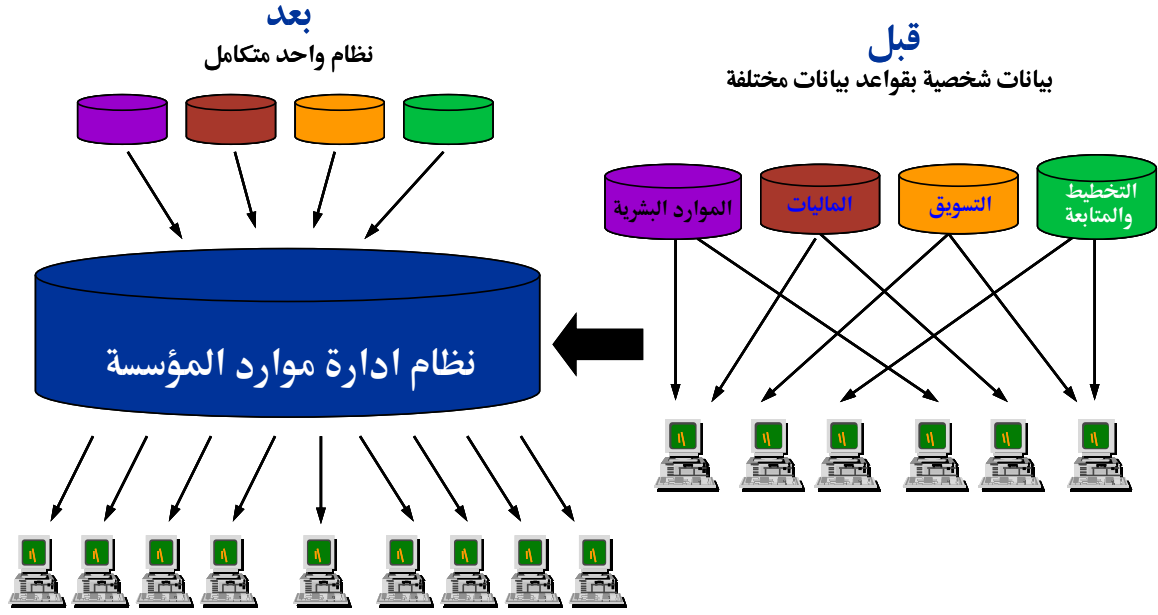 قبل
بيانات شخصية بقواعد بيانات مختلفة
التخطيط
والمتابعة
التسويق
الماليات
الموارد البشرية
بعد
نظام واحد متكامل
نظام ادارة موارد المؤسسة